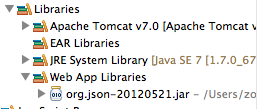 Libraries
Apache Tomcat v7.0 [Apache Tomcat v
EAR Libraries
JRE System Library [Java SE 7 [1.7.0_67
Web App Libraries
org.json-20120521.jar - /Users/zo